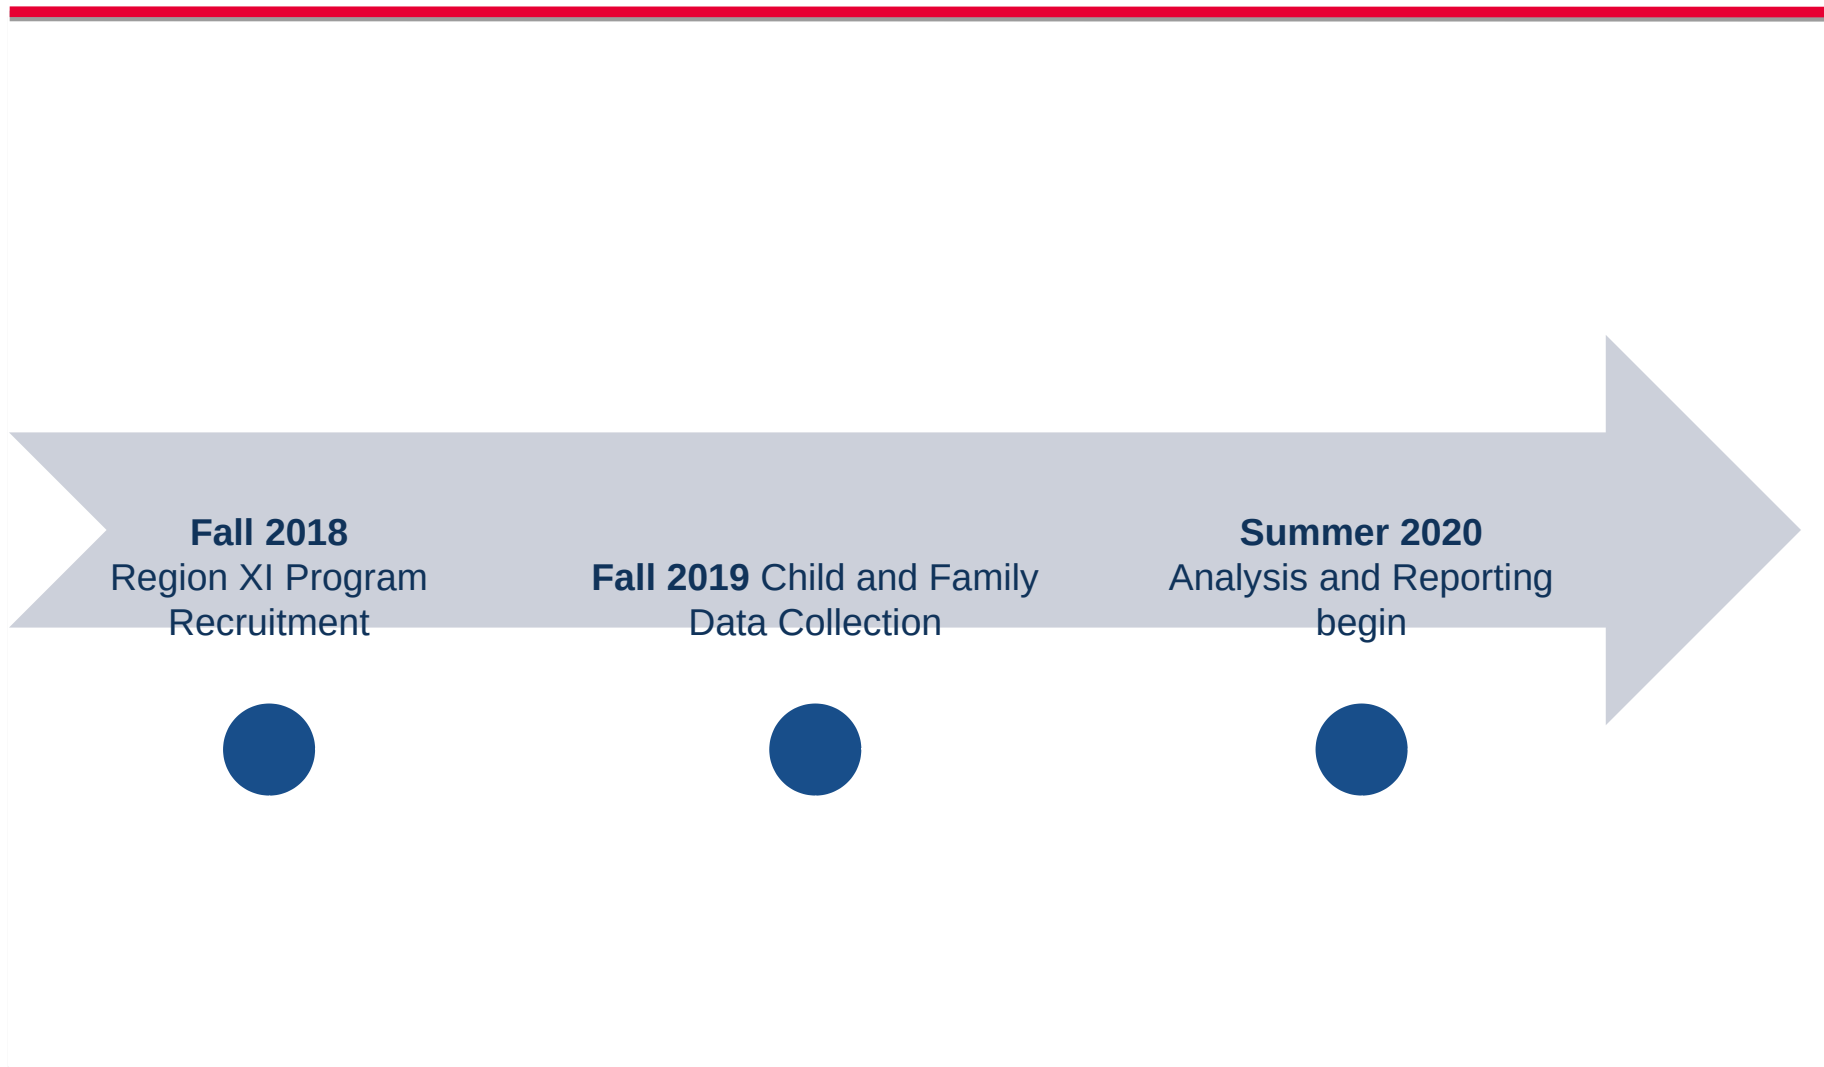 Fall 2018
Region XI Program
Recruitment
Fall 2019 Child and Family
Data Collection
Summer 2020
Analysis and Reporting
begin